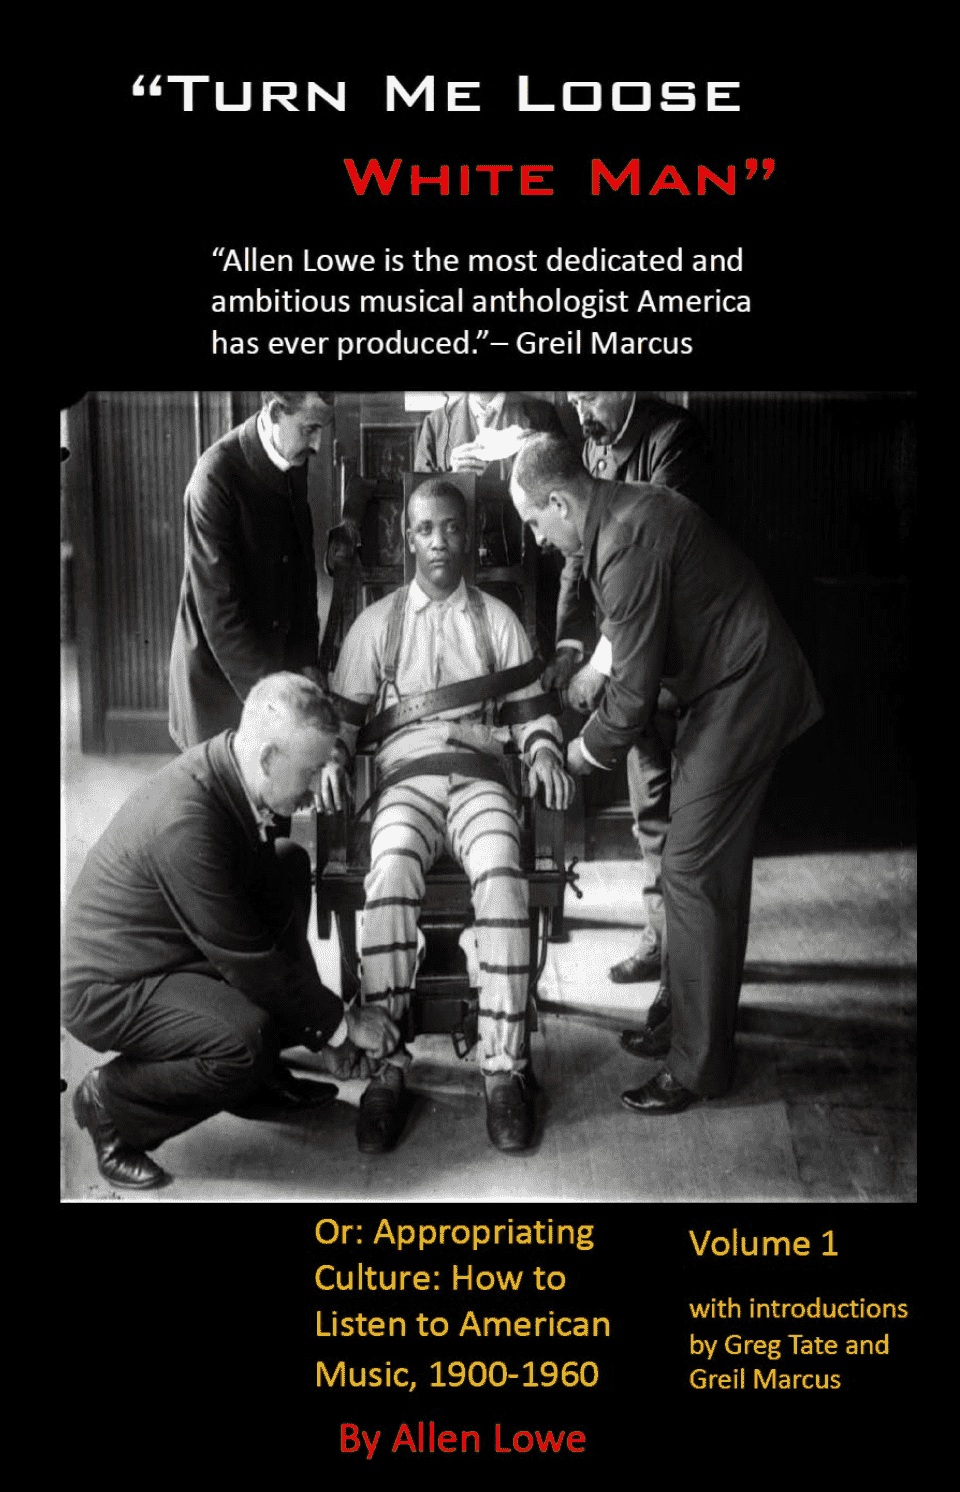 “Turn Me Loose
White Man”
“Allen Lowe is the most dedicated and
ambitious musical anthologist America
has ever produced.”– Greil Marcus
Or: Appropriating
Culture: How to
Listen to American
Music, 1900-1960
Volume 1
with introductions
by Greg Tate and
Greil Marcus
By Allen Lowe